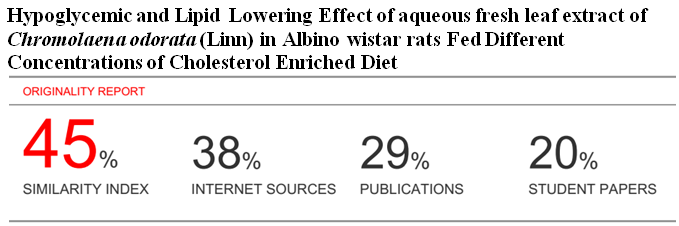 Hypoglycemic and Lipid Lowering Effect of aqueous fresh leaf extract of
Chromolaena odorata (Linn) in Albino wistar rats Fed Different
Concentrations of Cholesterol Enriched Diet
ORIGINALITY REPORT
45% 38% 29% 20%
SIMILARITY INDEX INTERNET SOURCES PUBLICATIONS STUDENT PAPERS